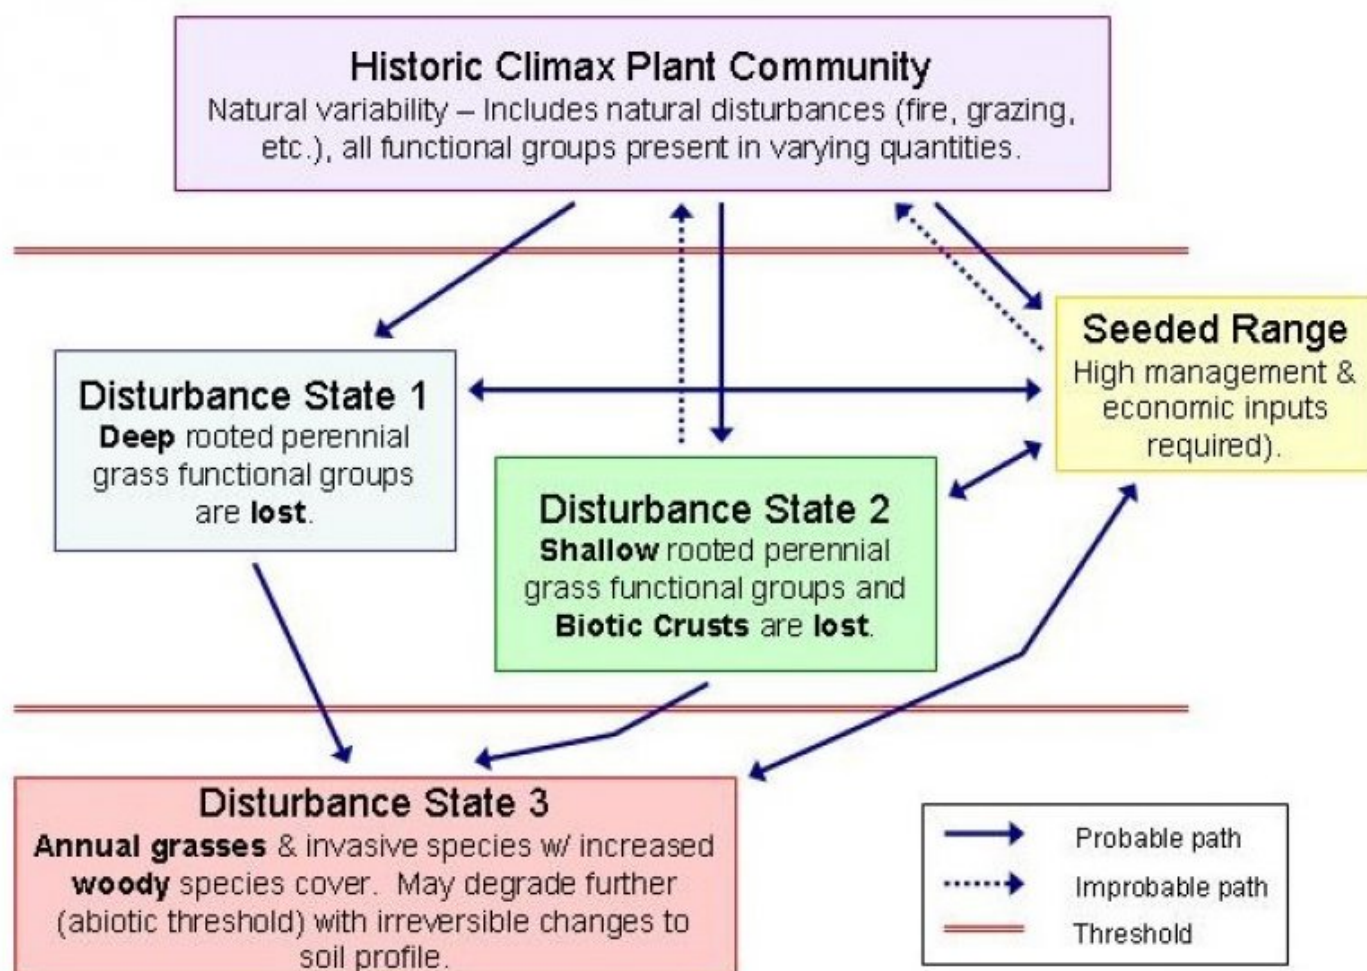 Historic Climax Plant Community
Natural variability – Includes natural disturbances (fire, grazing,
etc.), all functional groups present in varying quantities.
Seeded Range
High management &
economic inputs
required).
Disturbance State 1
Deep rooted perennial
grass functional groups
are lost.
Disturbance State 2
Shallow rooted perennial
grass functional groups and
Biotic Crusts are lost.
Disturbance State 3
Annual grasses & invasive species w/ increased
woody species cover. May degrade further
(abiotic threshold) with irreversible changes to
soil profile.
Probable path
Improbable path
Threshold